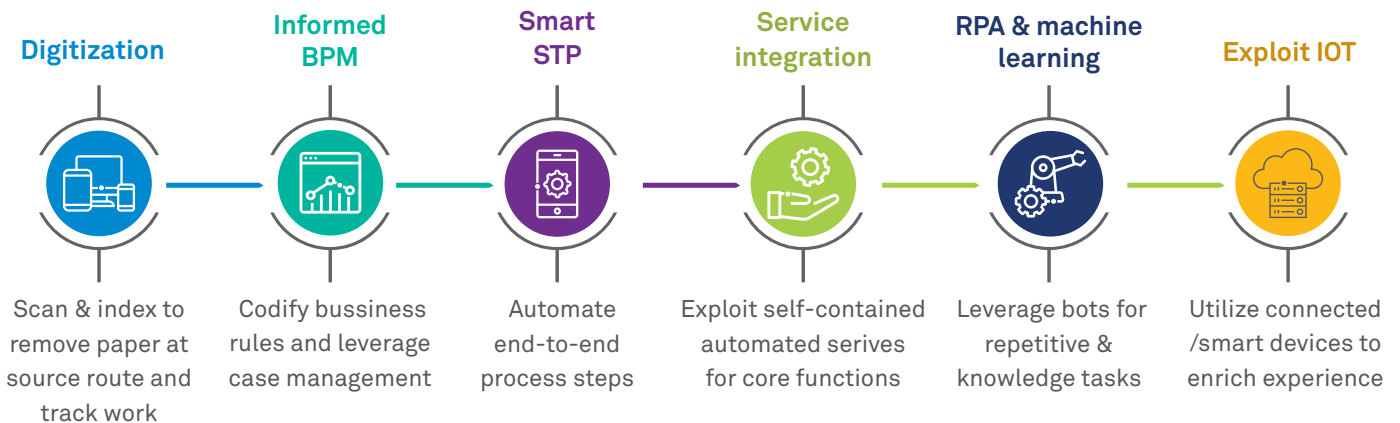 Digitization
Informed
BPM
Smart
STP
Service
integration
RPA & machine
learning
Exploit IOT
Scan & index to
remove paper at
source route and
track work
Codify bussiness
rules and leverage
case management
Automate
end-to-end
process steps
Exploit self-contained
automated serives
for core functions
Leverage bots for
repetitive &
knowledge tasks
Utilize connected
/smart devices to
enrich experience